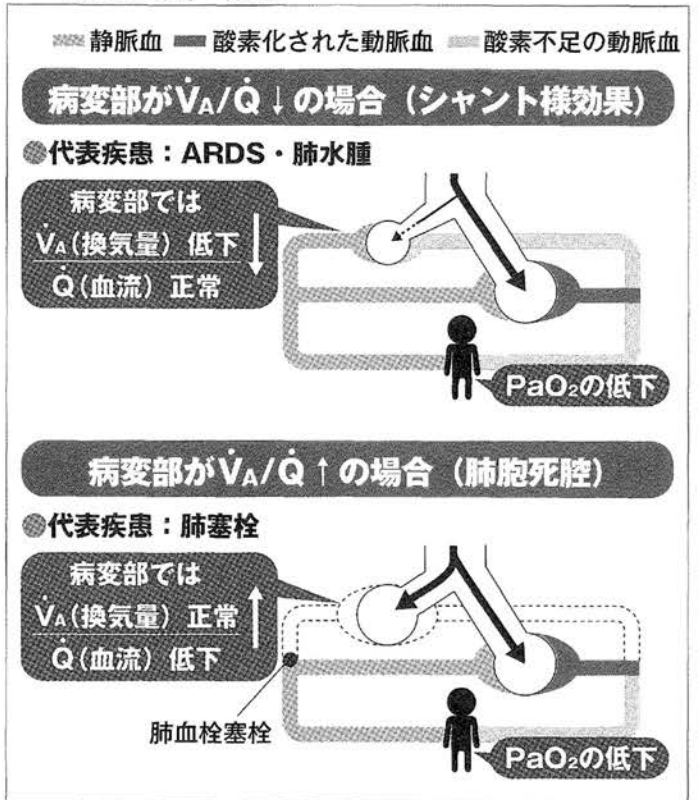 静脈血 酸素化された動脈血 酸素不足の動脈血
病変部がV̇A/Q̇↓の場合（シャント様効果）
●代表疾患：ARDS・肺水腫
病変部では
V̇A（換気量）低下
Q̇（血流）正常
PaO2の低下
病変部がV̇A/Q̇↑の場合（肺胞死腔）
●代表疾患：肺塞栓
病変部では
V̇A（換気量）正常
Q̇（血流）低下
肺血栓塞栓
PaO2の低下